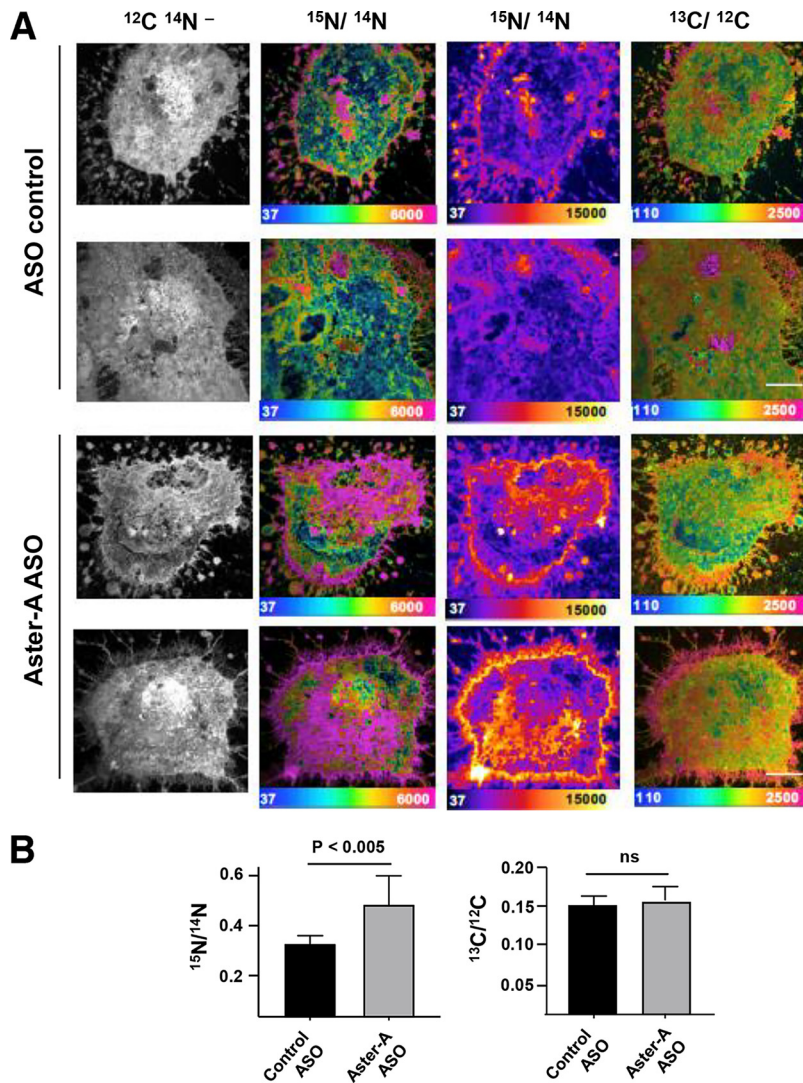 A
¹²C ¹⁴N ⁻ ¹⁵N/ ¹⁴N ¹⁵N/ ¹⁴N ¹³C/ ¹²C
ASO control
37 6000 37 15000 110 2500
37 6000 37 15000 110 2500
Aster-A ASO
37 6000 37 15000 110 2500
37 6000 37 15000 110 2500
B
P < 0.005
¹⁵N/¹⁴N
0.6
0.4
0.2
Control ASO
Aster-A ASO
ns
¹³C/¹²C
0.20
0.15
0.10
0.05
Control ASO
Aster-A ASO